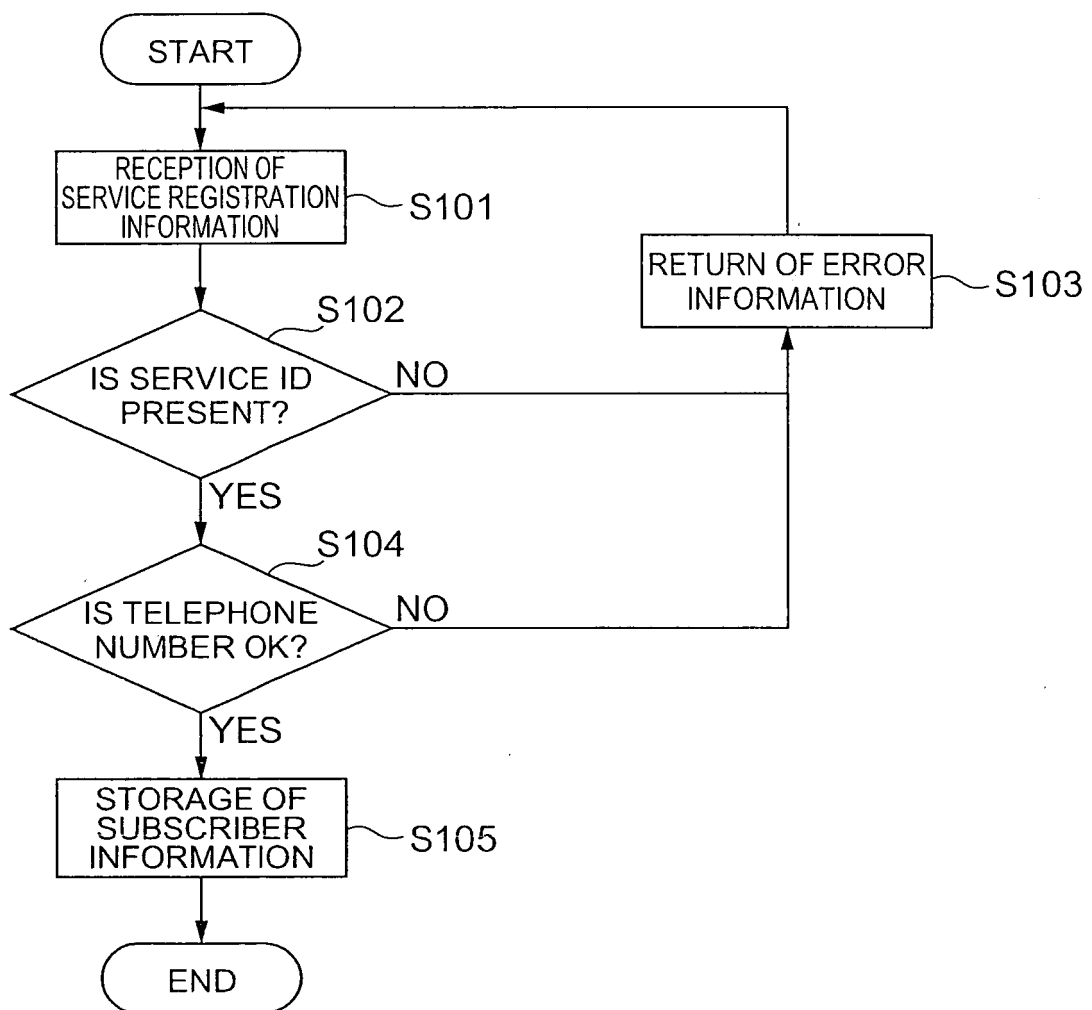 START
RECEPTION OF
SERVICE REGISTRATION
INFORMATION
S101
RETURN OF ERROR
INFORMATION
S103
S102
IS SERVICE ID
PRESENT?
NO
YES
S104
IS TELEPHONE
NUMBER OK?
NO
YES
STORAGE OF
SUBSCRIBER
INFORMATION
S105
END